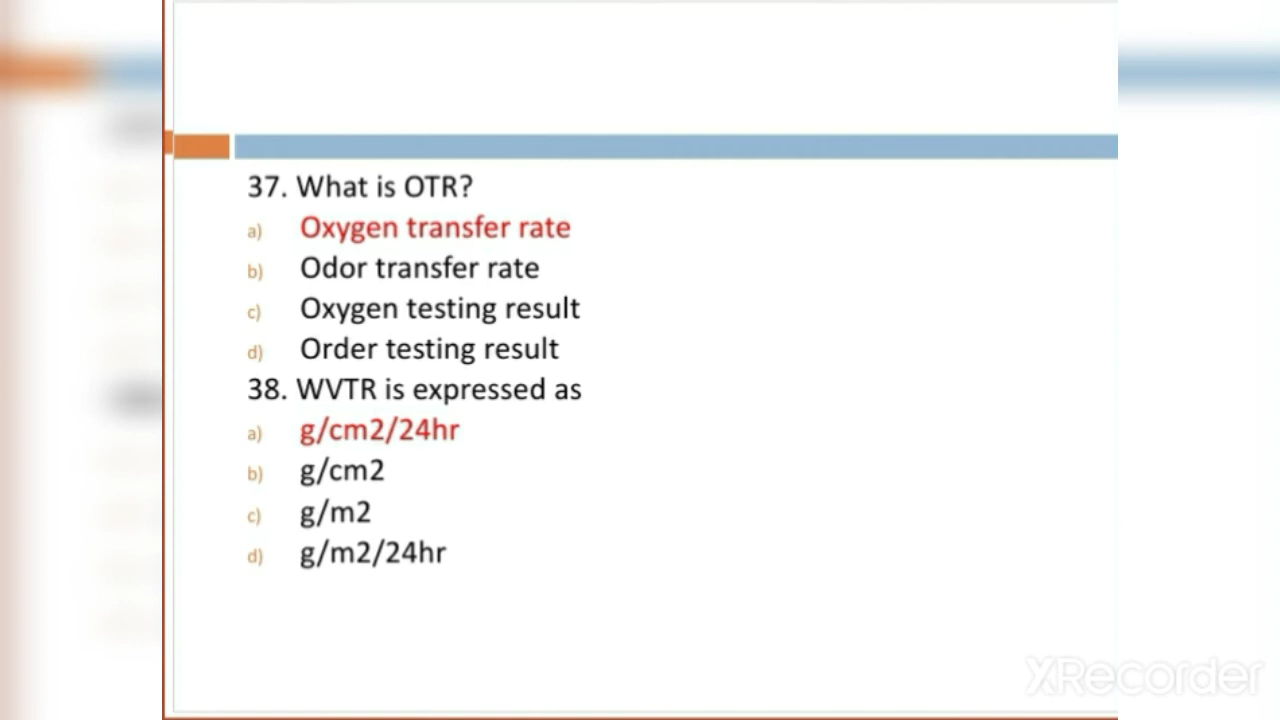 37. What is OTR?
a) Oxygen transfer rate
b) Odor transfer rate
c) Oxygen testing result
d) Order testing result
38. WVTR is expressed as
a) g/cm2/24hr
b) g/cm2
c) g/m2
d) g/m2/24hr
XRecorder